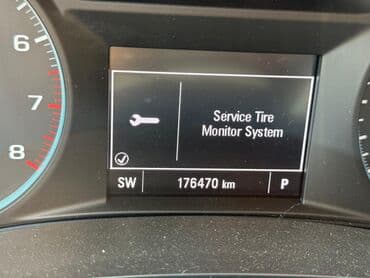 6
7
8
Service Tire
Monitor System
SW 176470 km P